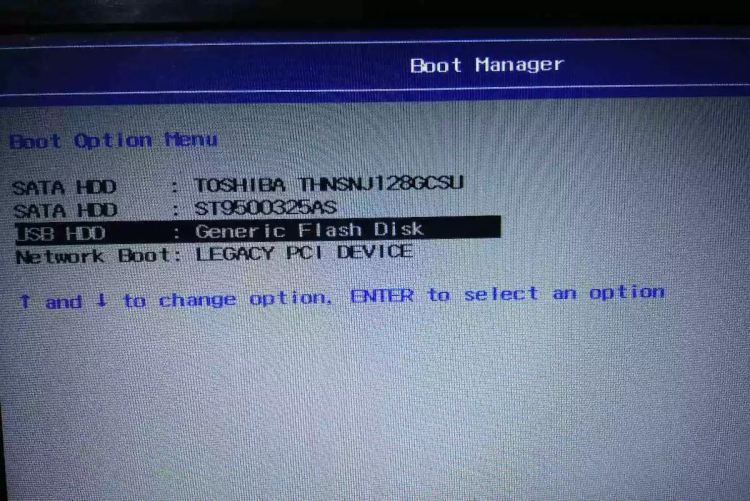 Boot Manager
Boot Option Menu
SATA HDD : TOSHIBA THNSNJ128GCSU
SATA HDD : ST9500325AS
USB HDD : Generic Flash Disk
Network Boot: LEGACY PCI DEVICE
↑ and ↓ to change option, ENTER to select an option